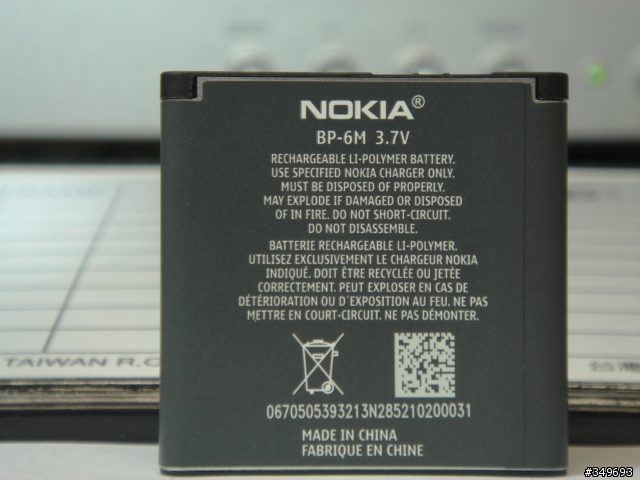 NOKIA®
BP-6M 3.7V
RECHARGEABLE LI-POLYMER BATTERY.
USE SPECIFIED NOKIA CHARGER ONLY.
MUST BE DISPOSED OF PROPERLY.
MAY EXPLODE IF DAMAGED OR DISPOSED
OF IN FIRE. DO NOT SHORT-CIRCUIT.
DO NOT DISASSEMBLE.
BATTERIE RECHARGEABLE LI-POLYMER.
UTILISEZ EXCLUSIVEMENT LE CHARGEUR NOKIA
INDIQUÉ. DOIT ÊTRE RECYCLÉE OU JETÉE
CORRECTEMENT. PEUT EXPLOSER EN CAS DE
DÉTÉRIORATION OU D'EXPOSITION AU FEU. NE PAS
METTRE EN COURT-CIRCUIT. NE PAS DÉMONTER.
0670505393213N285210200031
MADE IN CHINA
FABRIQUE EN CHINE
TAIWAN R.O
台灣
#349693